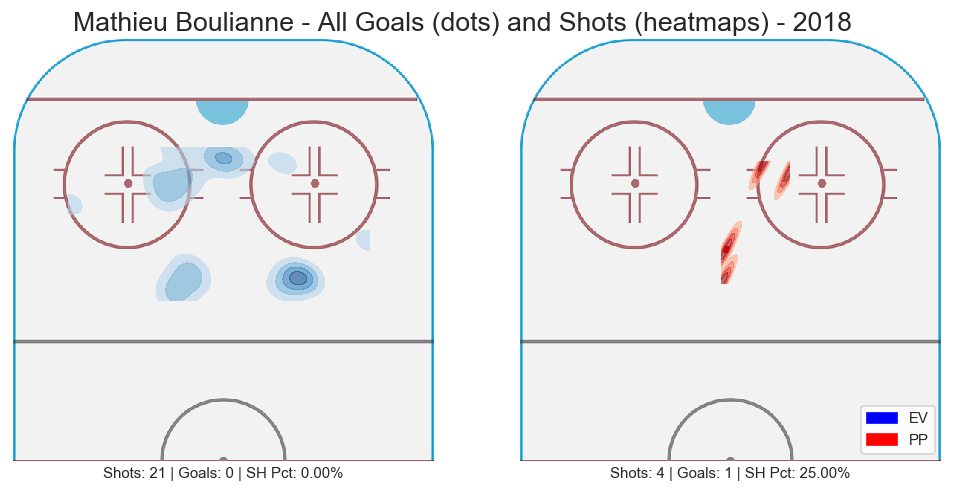 Mathieu Boulianne - All Goals (dots) and Shots (heatmaps) - 2018
EV
PP
Shots: 21 | Goals: 0 | SH Pct: 0.00%
Shots: 4 | Goals: 1 | SH Pct: 25.00%